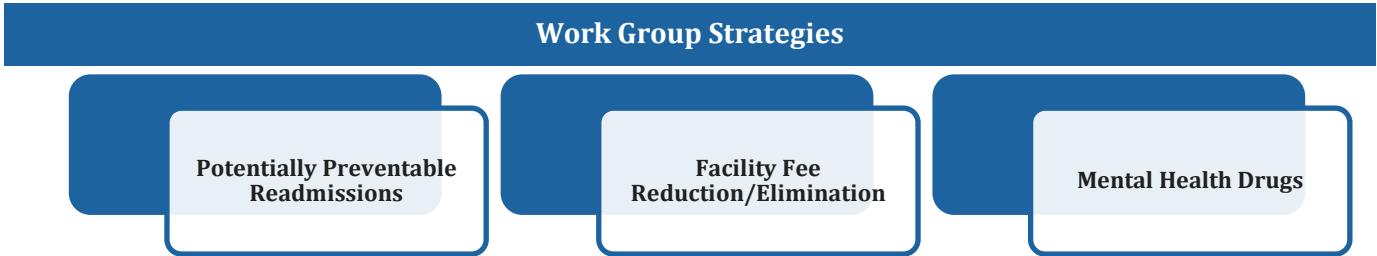 Work Group Strategies
Potentially Preventable
Readmissions
Facility Fee
Reduction/Elimination
Mental Health Drugs